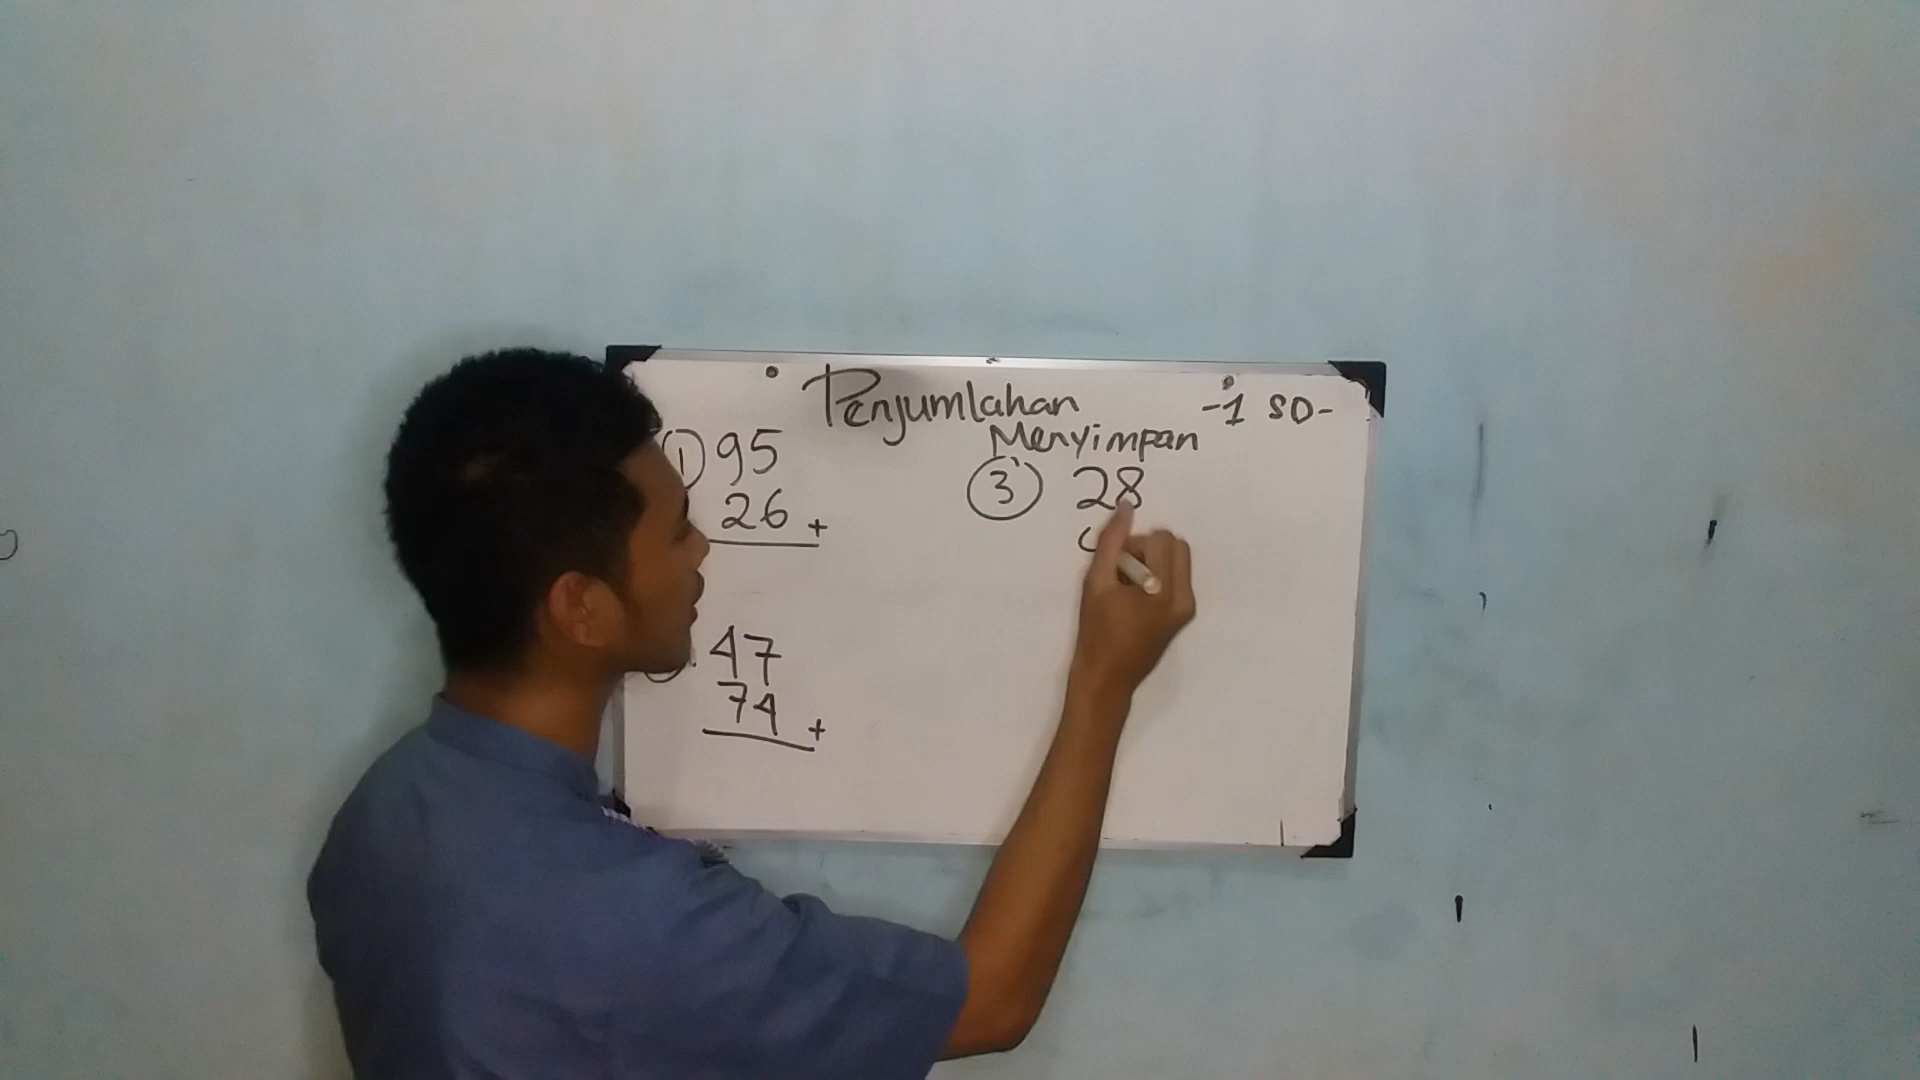 Penjumlahan -1 SD-
Menyimpan
1 95
26 +
47
74 +
3 28